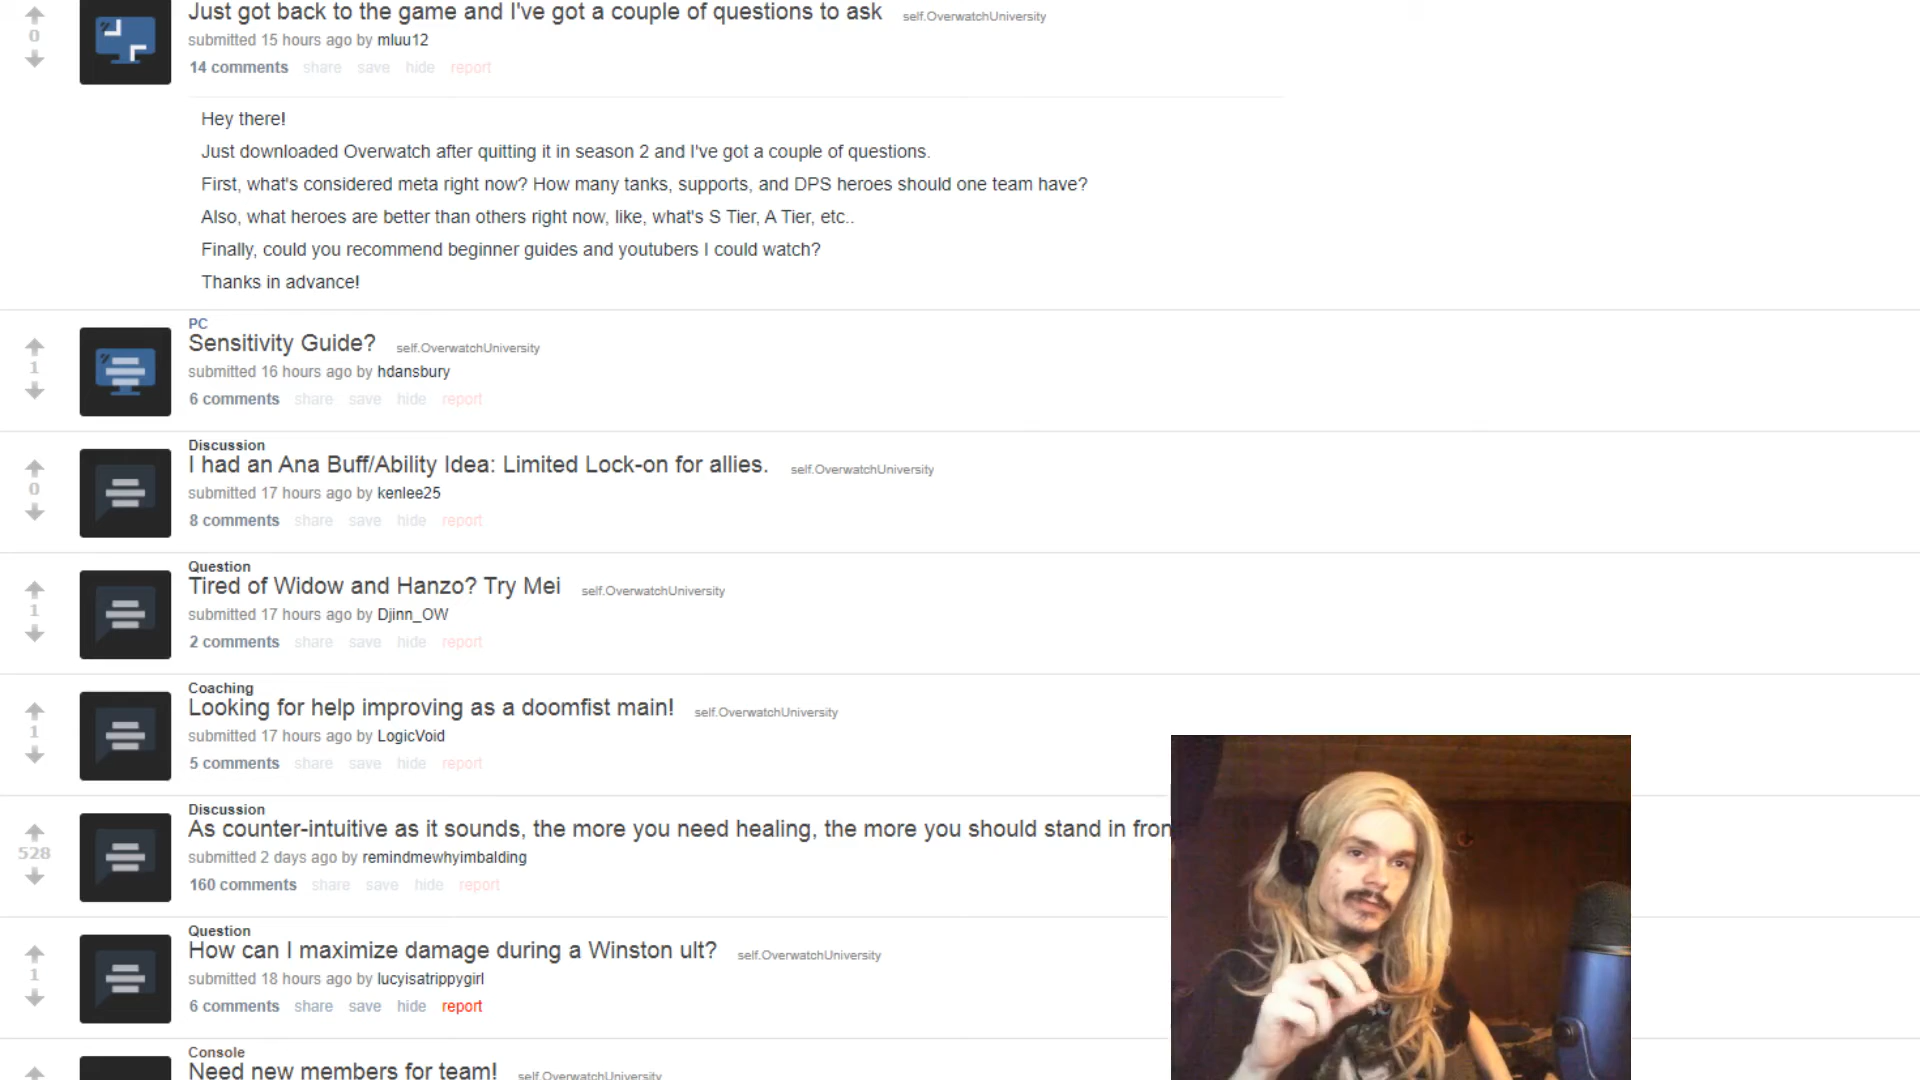 Just got back to the game and I've got a couple of questions to ask self.OverwatchUniversity
0
submitted 15 hours ago by mluu12
14 comments share save hide report
Hey there!
Just downloaded Overwatch after quitting it in season 2 and I've got a couple of questions.
First, what's considered meta right now? How many tanks, supports, and DPS heroes should one team have?
Also, what heroes are better than others right now, like, what's S Tier, A Tier, etc..
Finally, could you recommend beginner guides and youtubers I could watch?
Thanks in advance!
PC
Sensitivity Guide? self.OverwatchUniversity
1
submitted 16 hours ago by hdansbury
6 comments share save hide report
Discussion
I had an Ana Buff/Ability Idea: Limited Lock-on for allies. self.OverwatchUniversity
0
submitted 17 hours ago by kenlee25
8 comments share save hide report
Question
Tired of Widow and Hanzo? Try Mei self.OverwatchUniversity
1
submitted 17 hours ago by Djinn_OW
2 comments share save hide report
Coaching
Looking for help improving as a doomfist main! self.OverwatchUniversity
1
submitted 17 hours ago by LogicVoid
5 comments share save hide report
Discussion
As counter-intuitive as it sounds, the more you need healing, the more you should stand in fron
528
submitted 2 days ago by remindmewhyimbalding
160 comments share save hide report
Question
How can I maximize damage during a Winston ult? self.OverwatchUniversity
1
submitted 18 hours ago by lucyisatrippygirl
6 comments share save hide report
Console
Need new members for team! self.OverwatchUniversity